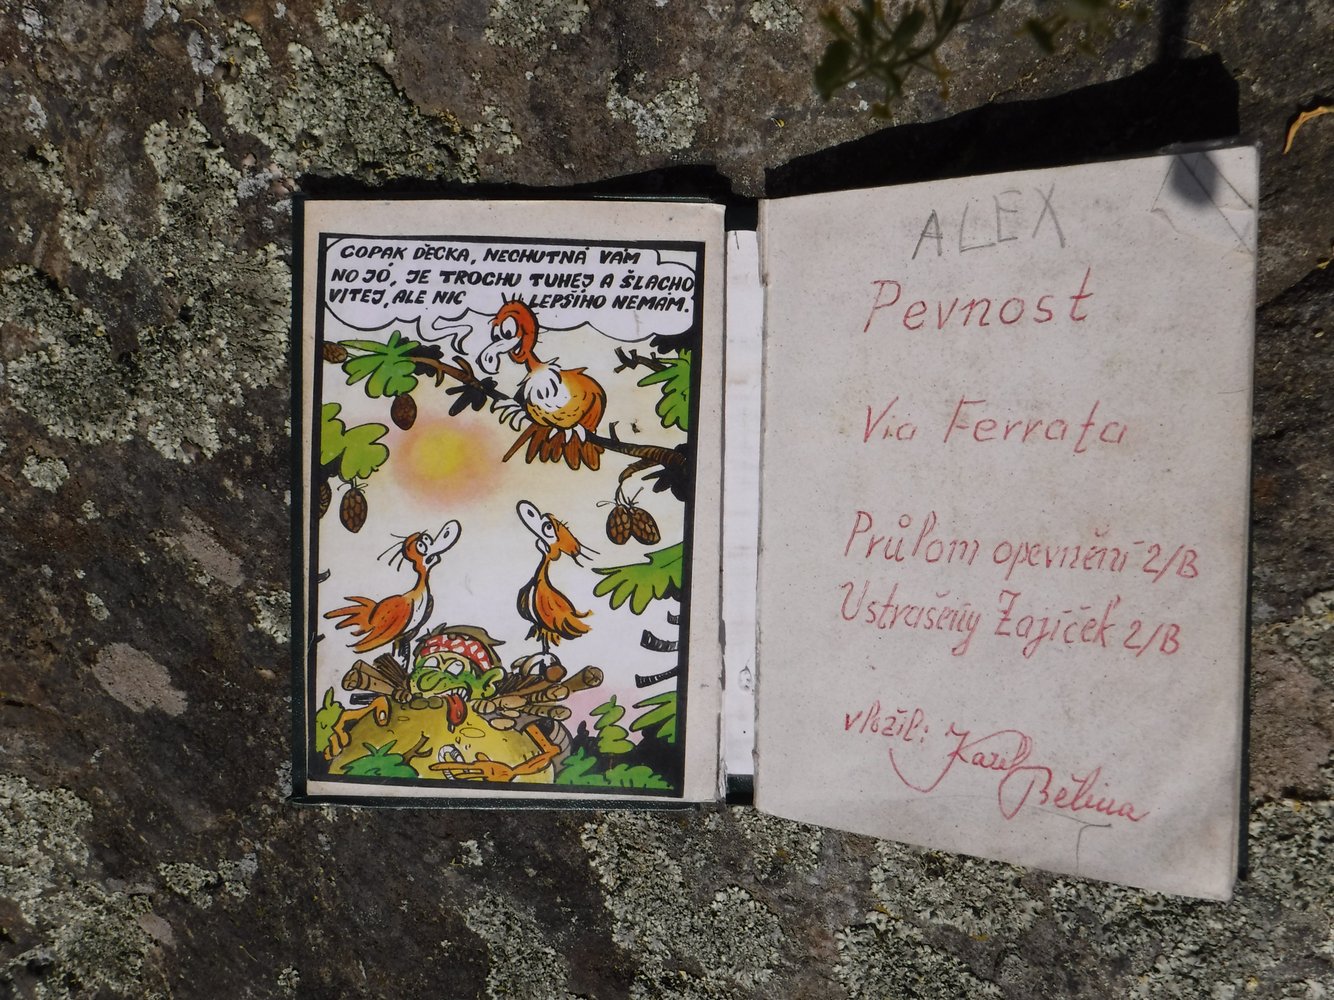 COPAK DĚCKA, NECHUTNÁ VÁM
NO JÓ, JE TROCHU TUHEJ A ŠLACHO
VITEJ, ALE NIC LEPŠÍHO NEMÁM.
ALEX
Pevnost
Via Ferrata
Průlom opevnění 2/B
Ustrašený Zajíček 2/B
vložil: Karel Bělina